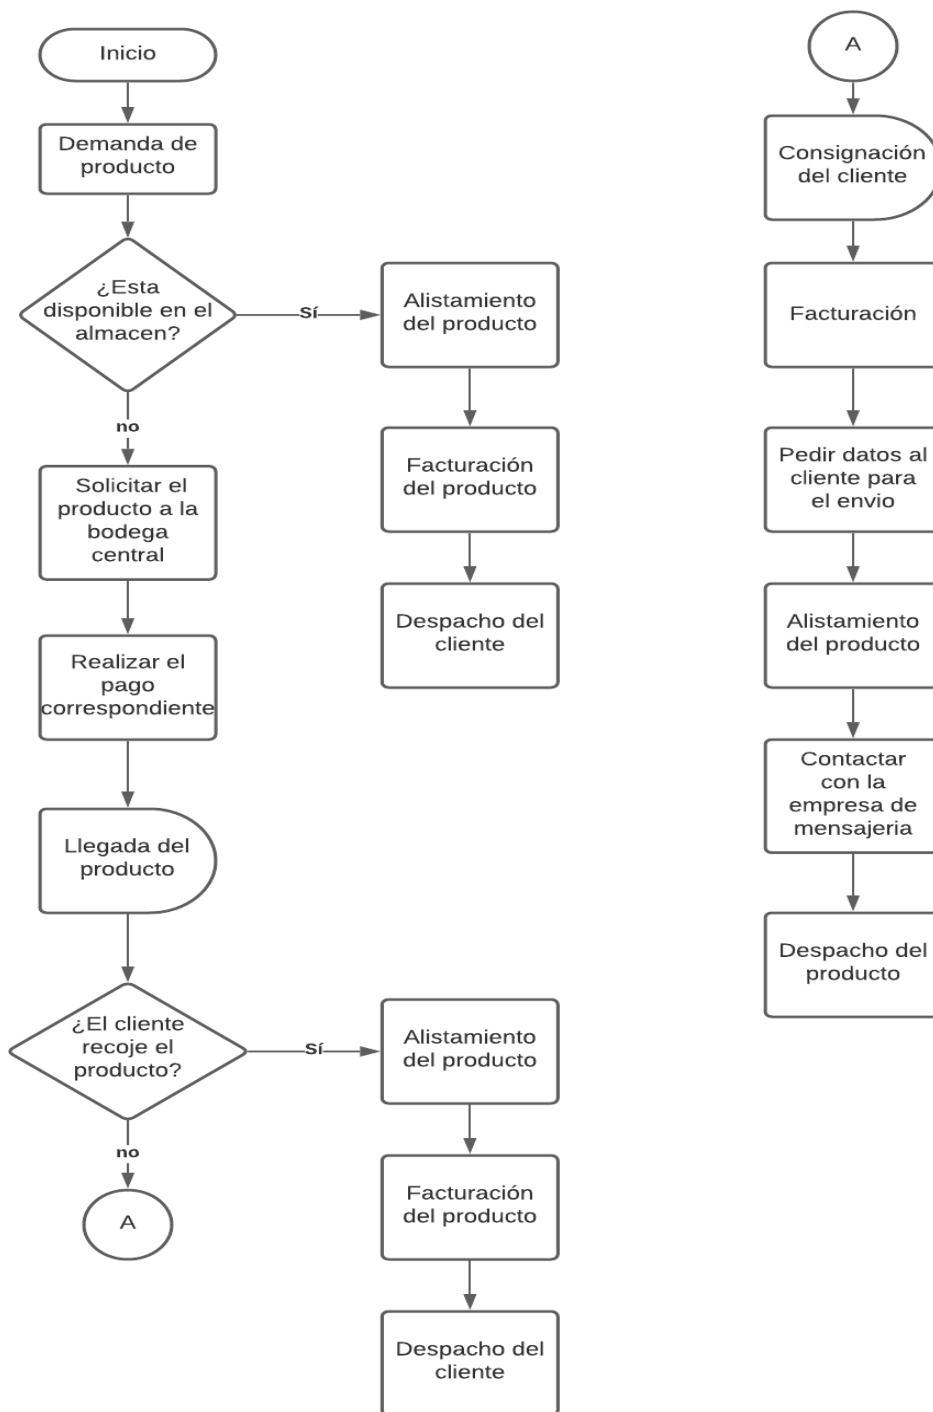 Inicio
Demanda de
producto
¿Esta
disponible en el
almacen?
Sí
no
Alistamiento
del producto
Facturación
del producto
Despacho del
cliente
Solicitar el
producto a la
bodega
central
Realizar el
pago
correspondiente
Llegada del
producto
¿El cliente
recoje el
producto?
Sí
no
A
Alistamiento
del producto
Facturación
del producto
Despacho del
cliente
A
Consignación
del cliente
Facturación
Pedir datos al
cliente para
el envio
Alistamiento
del producto
Contactar
con la
empresa de
mensajeria
Despacho del
producto